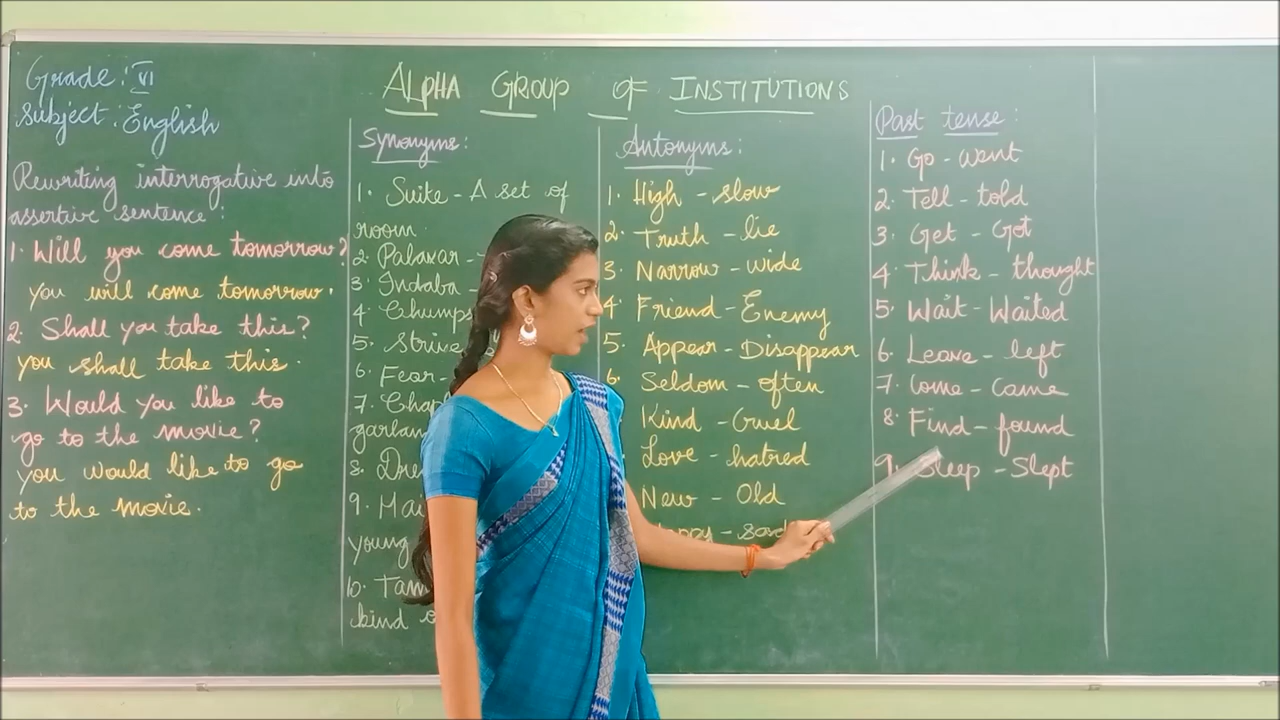 Grade: VI
Subject: English
ALPHA GROUP OF INSTITUTIONS
Rewriting interrogative into
assertive sentence:
1. Will you come tomorrow?
you will come tomorrow.
2. Shall you take this?
you shall take this.
3. Would you like to
go to the movie?
you would like to go
to the movie.
Synonyms:
1. Suite - A set of
room.
2. Palaxar -
3. Indaba -
4. Chumps
5. Strive
6. Fear -
7.
8.
9.
young
10.
kind
Antonyms:
1. High - slow
2. Truth - lie
3. Narrow - wide
4. Friend - Enemy
5. Appear - Disappear
6. Seldom - often
Kind - Cruel
Love - hatred
New - Old
- sad
Past tense:
1. Go - went
2. Tell - told
3. Get - Got
4. Think - thought
5. Wait - Waited
6. Leave - left
7. Come - Came
8. Find - found
9. Sleep - Slept